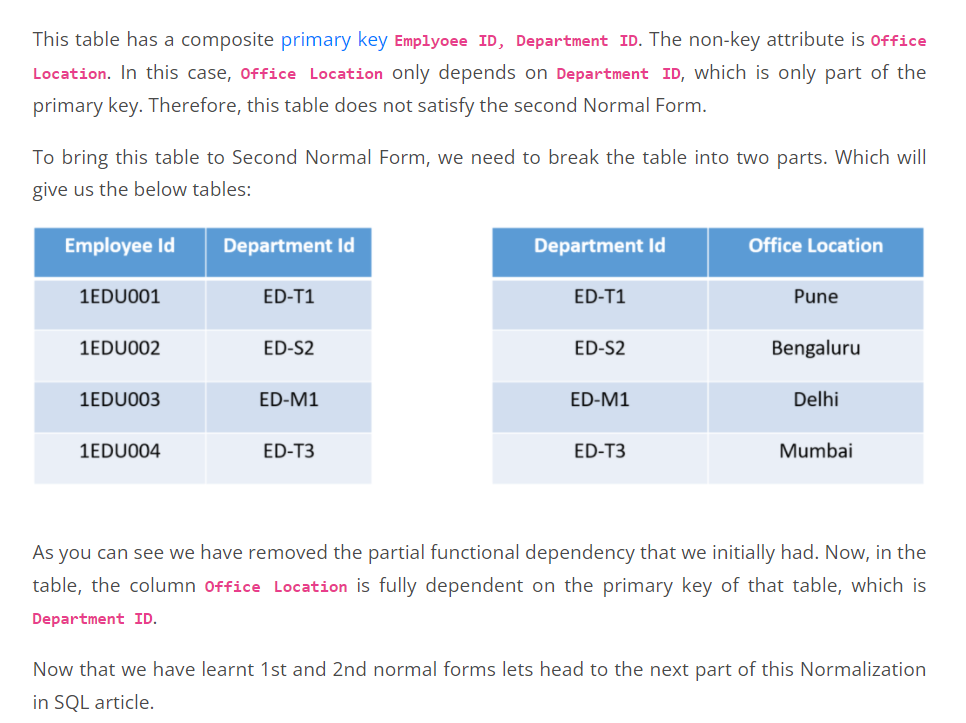 This table has a composite primary key Emplyoee ID, Department ID. The non-key attribute is Office
Location. In this case, Office Location only depends on Department ID, which is only part of the
primary key. Therefore, this table does not satisfy the second Normal Form.
To bring this table to Second Normal Form, we need to break the table into two parts. Which will
give us the below tables:
Employee Id Department Id
1EDU001 ED-T1
1EDU002 ED-S2
1EDU003 ED-M1
1EDU004 ED-T3
Department Id Office Location
ED-T1 Pune
ED-S2 Bengaluru
ED-M1 Delhi
ED-T3 Mumbai
As you can see we have removed the partial functional dependency that we initially had. Now, in the
table, the column Office Location is fully dependent on the primary key of that table, which is
Department ID.
Now that we have learnt 1st and 2nd normal forms lets head to the next part of this Normalization
in SQL article.